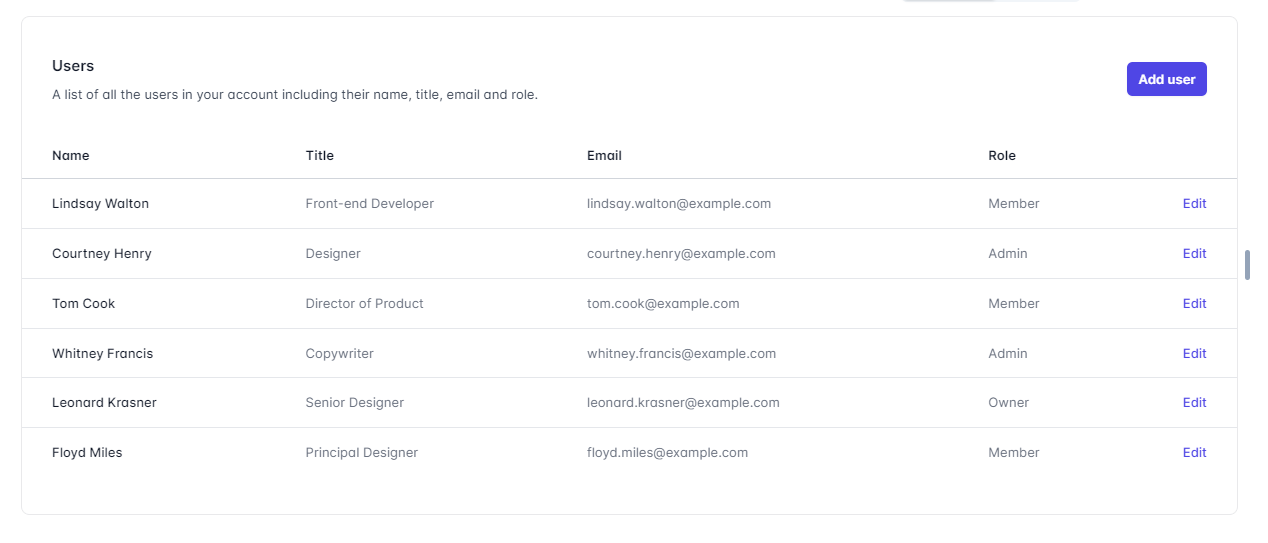 Users
A list of all the users in your account including their name, title, email and role.
Add user
Name Title Email Role
Lindsay Walton Front-end Developer lindsay.walton@example.com Member Edit
Courtney Henry Designer courtney.henry@example.com Admin Edit
Tom Cook Director of Product tom.cook@example.com Member Edit
Whitney Francis Copywriter whitney.francis@example.com Admin Edit
Leonard Krasner Senior Designer leonard.krasner@example.com Owner Edit
Floyd Miles Principal Designer floyd.miles@example.com Member Edit